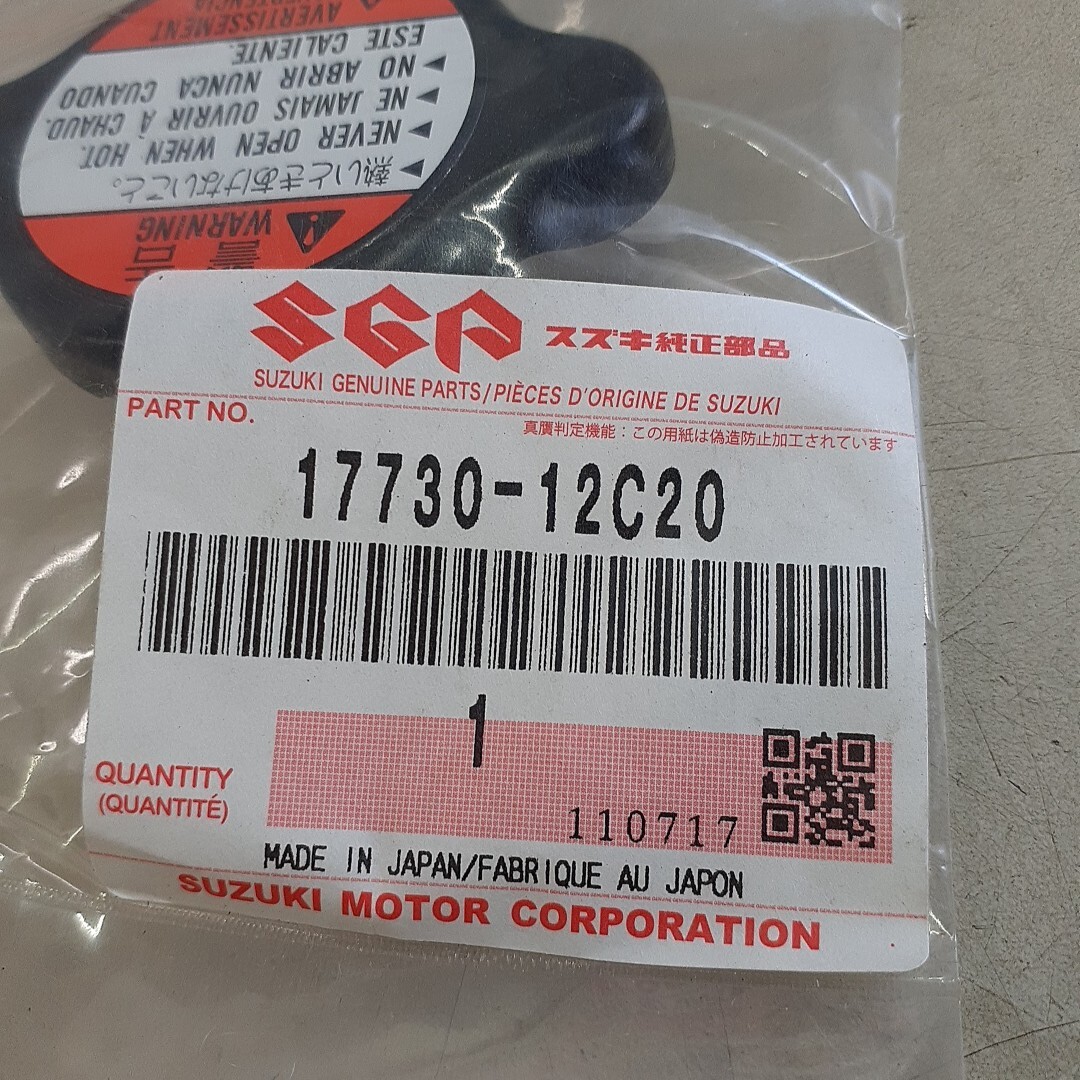 警告
WARNING
熱いときあけないこと。
NEVER OPEN WHEN HOT.
NE JAMAIS OUVRIR À CHAUD.
NO ABRIR NUNCA CUANDO
ESTE CALIENTE.
AVERTISSEMENT
SGP スズキ純正部品
SUZUKI GENUINE PARTS/PIÈCES D'ORIGINE DE SUZUKI
PART NO.
真贋判定機能：この用紙は偽造防止加工されています
17730-12C20
1
QUANTITY
(QUANTITÉ)
110717
MADE IN JAPAN/FABRIQUE AU JAPON
SUZUKI MOTOR CORPORATION